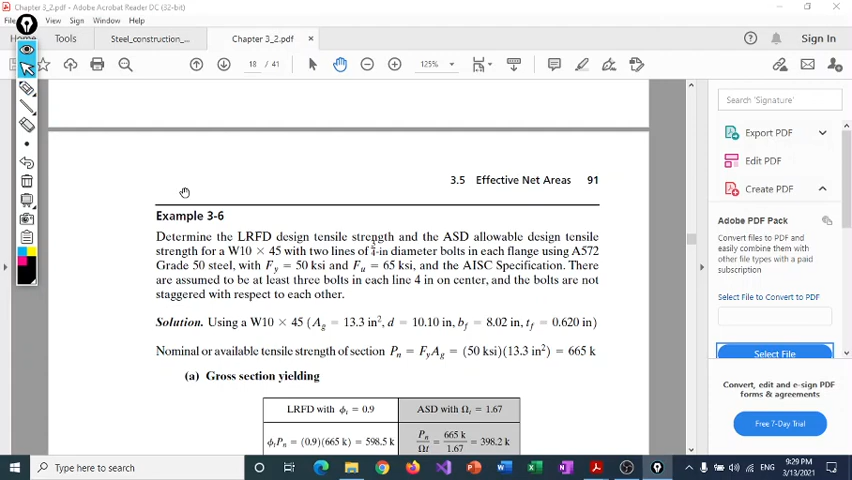 Chapter 3_2.pdf - Adobe Acrobat Reader DC (32-bit)
View Sign Window Help
Tools Steel_construction_... Chapter 3_2.pdf × Sign In
18 / 41 125%
3.5 Effective Net Areas 91
Example 3-6
Determine the LRFD design tensile strength and the ASD allowable design tensile
strength for a W10 × 45 with two lines of 3/4-in diameter bolts in each flange using A572
Grade 50 steel, with Fy = 50 ksi and Fu = 65 ksi, and the AISC Specification. There
are assumed to be at least three bolts in each line 4 in on center, and the bolts are not
staggered with respect to each other.
Solution. Using a W10 × 45 (Ag = 13.3 in², d = 10.10 in, bf = 8.02 in, tf = 0.620 in)
Nominal or available tensile strength of section Pn = FyAg = (50 ksi)(13.3 in²) = 665 k
(a) Gross section yielding
LRFD with ϕt = 0.9 ASD with Ωt = 1.67
ϕtPn = (0.9)(665 k) = 598.5 k Pn/Ωt = 665 k/1.67 = 398.2 k
Search 'Signature'
Export PDF
Edit PDF
Create PDF
Adobe PDF Pack
Convert files to PDF and
easily combine them with
other file types with a paid
subscription
Select File to Convert to PDF
Select File
Convert, edit and e-sign PDF
forms & agreements
Free 7-Day Trial
Type here to search
ENG
9:29 PM
3/13/2021